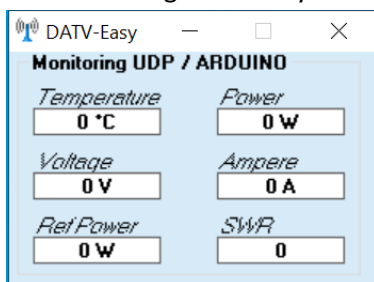 DATV-Easy
Monitoring UDP / ARDUINO
Temperature Power
0 °C 0 W
Voltage Ampere
0 V 0 A
Ref Power SWR
0 W 0